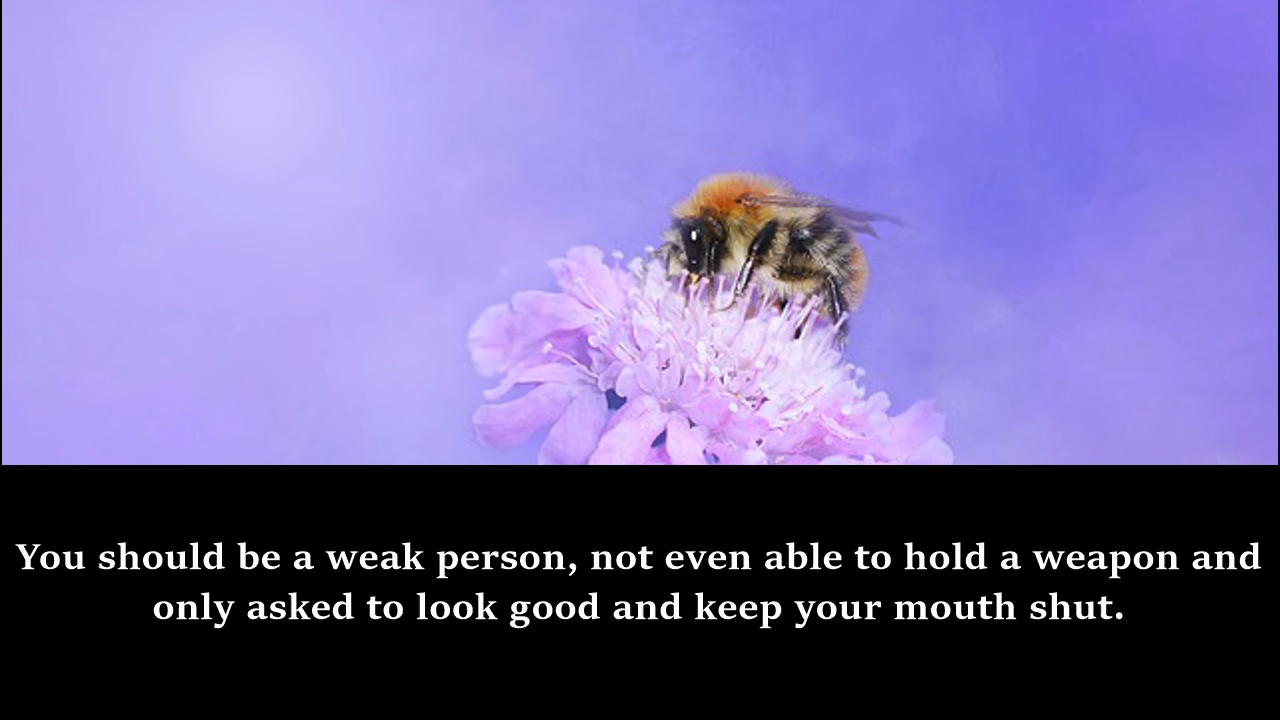 You should be a weak person, not even able to hold a weapon and
only asked to look good and keep your mouth shut.